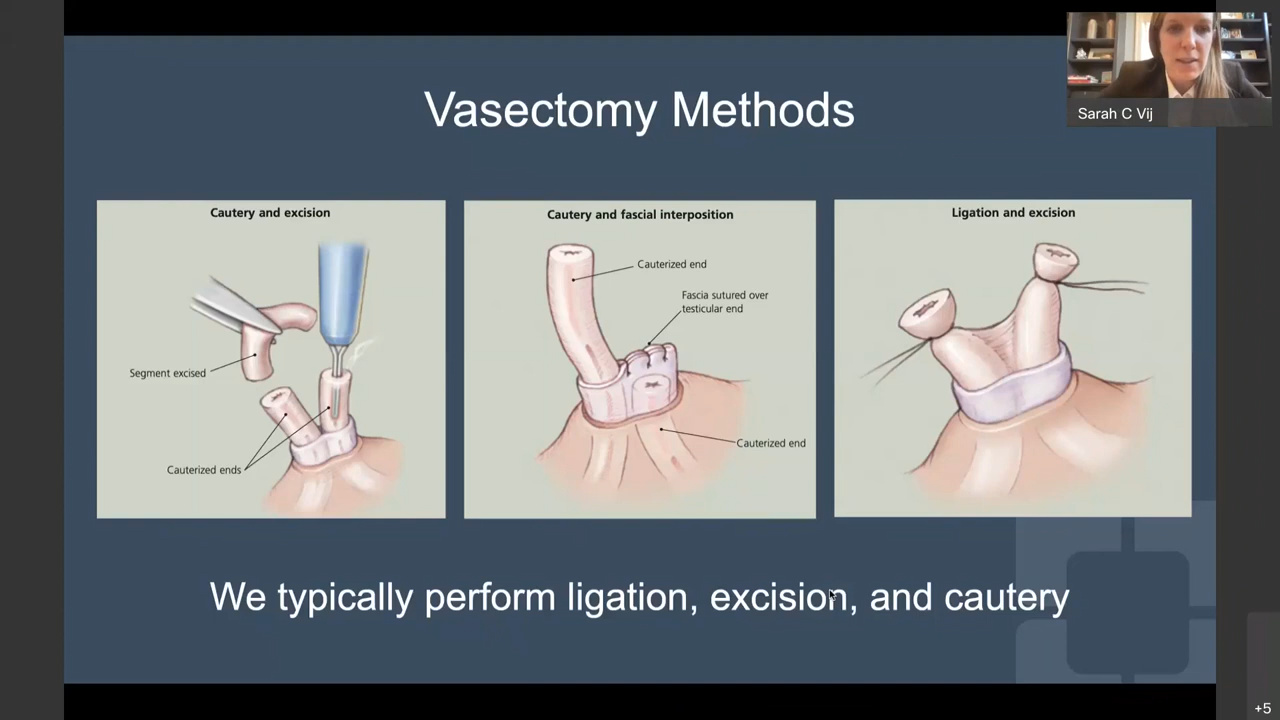 Vasectomy Methods
Sarah C Vij
Cautery and excision
Segment excised
Cauterized ends
Cautery and fascial interposition
Cauterized end
Fascia sutured over
testicular end
Cauterized end
Ligation and excision
We typically perform ligation, excision, and cautery
+5